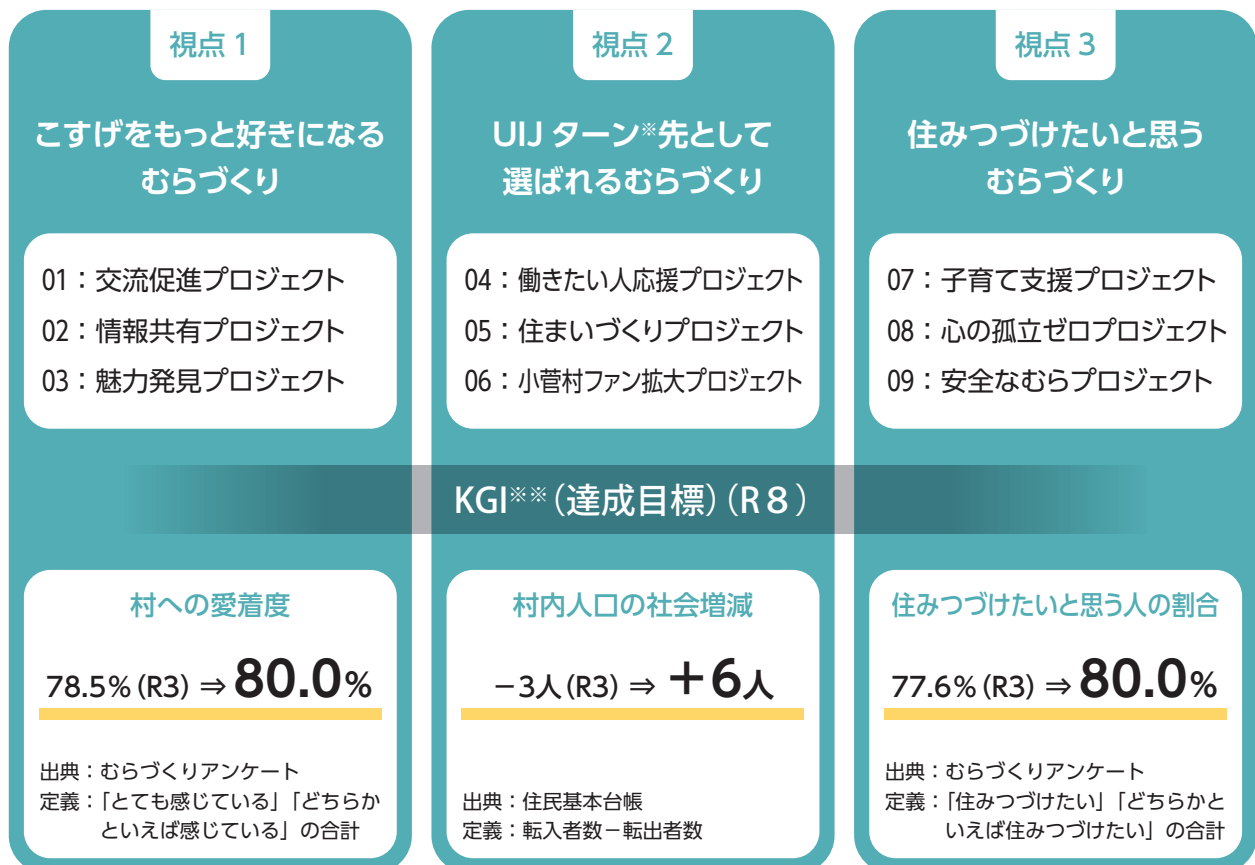 視点 1
こすげをもっと好きになる
むらづくり
01：交流促進プロジェクト
02：情報共有プロジェクト
03：魅力発見プロジェクト
視点 2
UIJ ターン※先として
選ばれるむらづくり
04：働きたい人応援プロジェクト
05：住まいづくりプロジェクト
06：小菅村ファン拡大プロジェクト
視点 3
住みつづけたいと思う
むらづくり
07：子育て支援プロジェクト
08：心の孤立ゼロプロジェクト
09：安全なむらプロジェクト
KGI※※（達成目標）（R８）
村への愛着度
78.5%（R3）⇒ 80.0%
出典：むらづくりアンケート
定義：「とても感じている」「どちらか
といえば感じている」の合計
村内人口の社会増減
－3人（R3）⇒ ＋6人
出典：住民基本台帳
定義：転入者数－転出者数
住みつづけたいと思う人の割合
77.6%（R3）⇒ 80.0%
出典：むらづくりアンケート
定義：「住みつづけたい」「どちらかと
いえば住みつづけたい」の合計